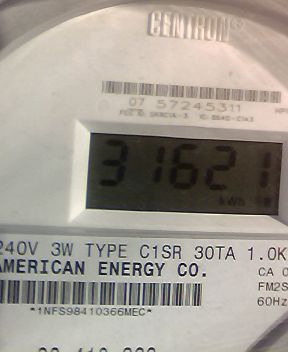 CENTRON®
07 57245311
31621
kWh
240V 3W TYPE C1SR 30TA 1.0K
AMERICAN ENERGY CO.
CA 0
FM2S
*1NFS98410366MEC*
60Hz